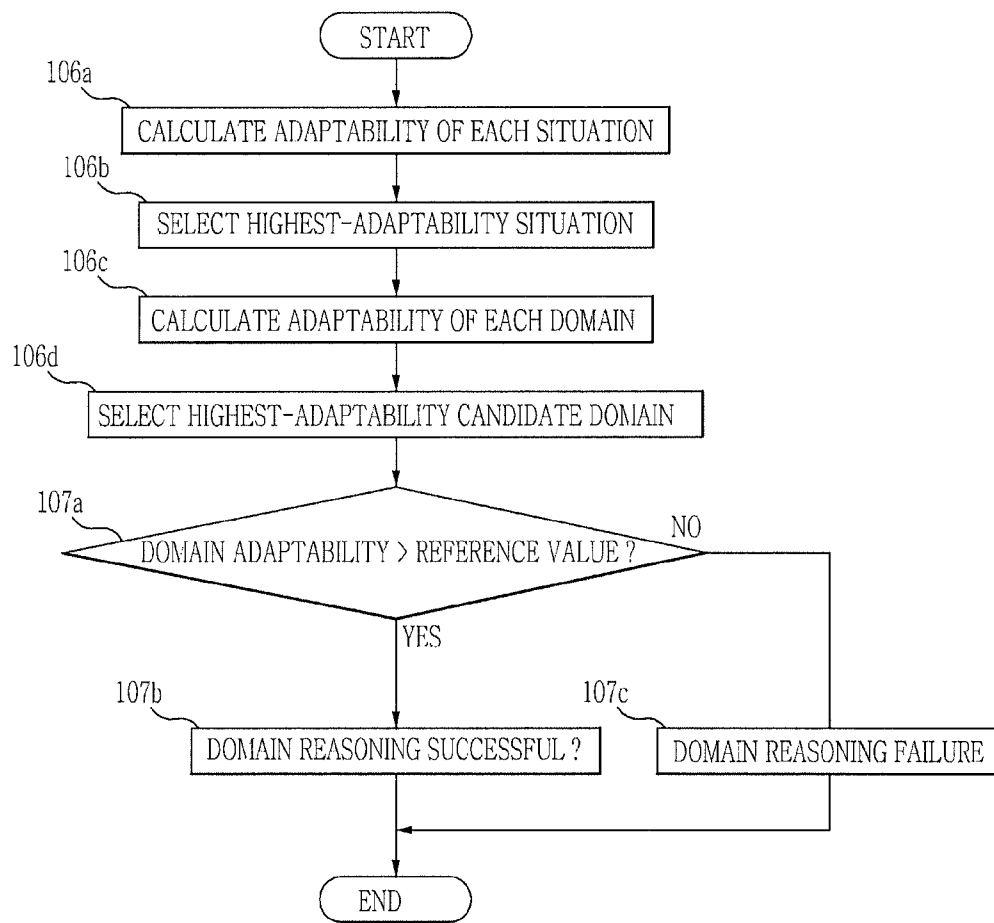 START
106a
CALCULATE ADAPTABILITY OF EACH SITUATION
106b
SELECT HIGHEST-ADAPTABILITY SITUATION
106c
CALCULATE ADAPTABILITY OF EACH DOMAIN
106d
SELECT HIGHEST-ADAPTABILITY CANDIDATE DOMAIN
107a
DOMAIN ADAPTABILITY > REFERENCE VALUE ?
NO
YES
107b
DOMAIN REASONING SUCCESSFUL ?
107c
DOMAIN REASONING FAILURE
END